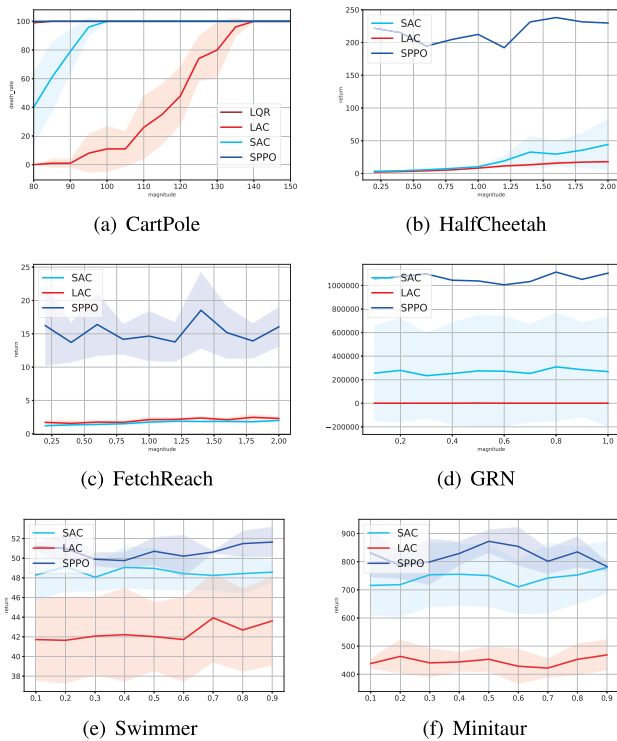 100
80
60
40
20
0
death_rate
LQR
LAC
SAC
SPPO
80 90 100 110 120 130 140 150
magnitude
(a) CartPole
250
200
150
100
50
0
return
SAC
LAC
SPPO
0.25 0.50 0.75 1.00 1.25 1.50 1.75 2.00
magnitude
(b) HalfCheetah
25
20
15
10
5
0
return
SAC
LAC
SPPO
0.25 0.50 0.75 1.00 1.25 1.50 1.75 2.00
magnitude
(c) FetchReach
1000000
800000
600000
400000
200000
0
−200000
return
SAC
LAC
SPPO
0.2 0.4 0.6 0.8 1.0
magnitude
(d) GRN
52
50
48
46
44
42
40
38
return
SAC
LAC
SPPO
0.1 0.2 0.3 0.4 0.5 0.6 0.7 0.8 0.9
(e) Swimmer
900
800
700
600
500
400
return
SAC
LAC
SPPO
0.1 0.2 0.3 0.4 0.5 0.6 0.7 0.8 0.9
(f) Minitaur